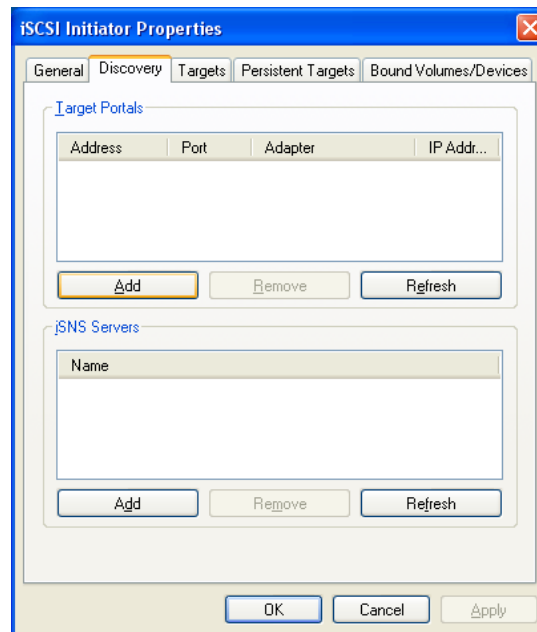 iSCSI Initiator Properties
General Discovery Targets Persistent Targets Bound Volumes/Devices
Target Portals
Address Port Adapter IP Addr...
Add Remove Refresh
iSNS Servers
Name
Add Remove Refresh
OK Cancel Apply